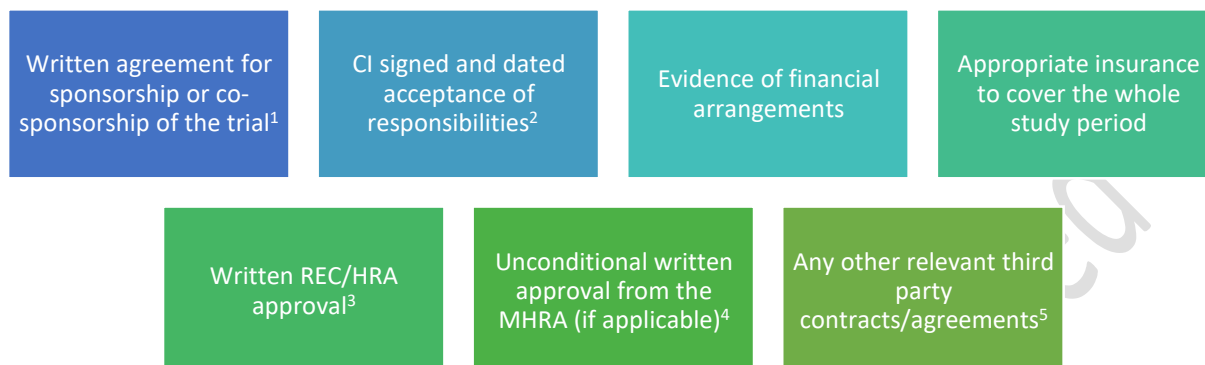 Written agreement for
sponsorship or co-
sponsorship of the trial1
CI signed and dated
acceptance of
responsibilities2
Evidence of financial
arrangements
Appropriate insurance
to cover the whole
study period
Written REC/HRA
approval3
Unconditional written
approval from the
MHRA (if applicable)4
Any other relevant third
party
contracts/agreements5